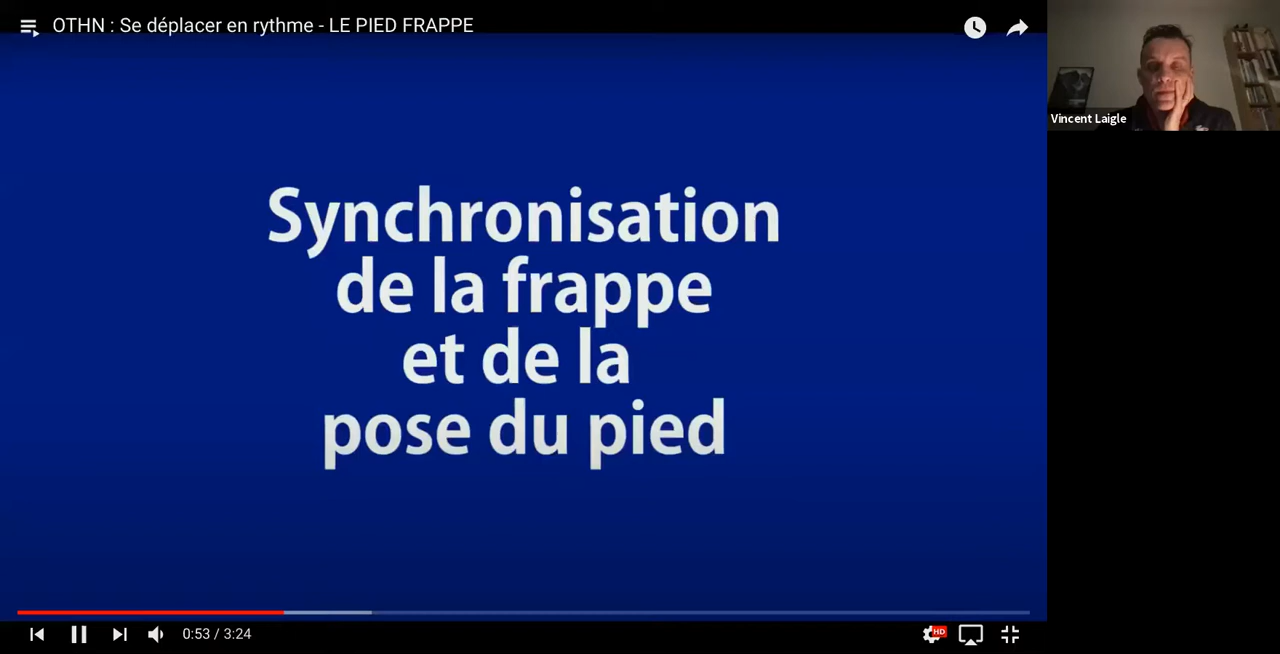 OTHN : Se déplacer en rythme - LE PIED FRAPPE
Vincent Laigle
Synchronisation
de la frappe
et de la
pose du pied
0:53 / 3:24
HD